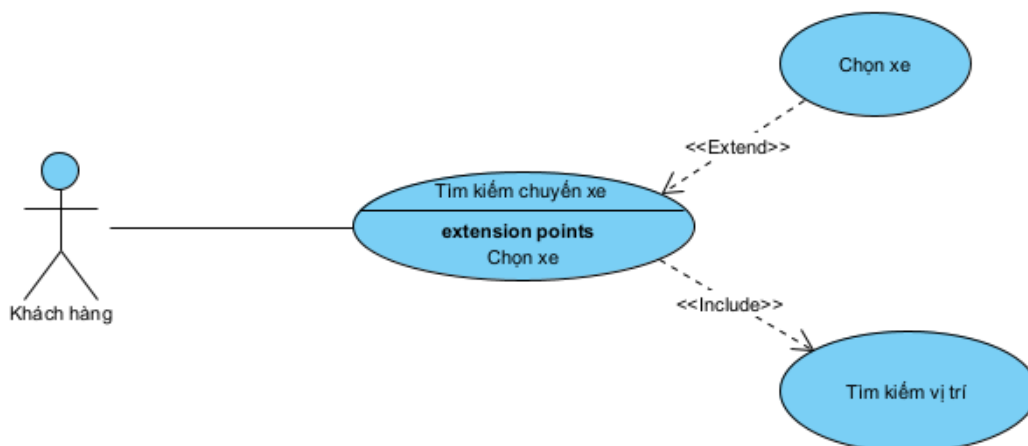 Chọn xe
<<Extend>>
Tìm kiếm chuyến xe
extension points
Chọn xe
<<Include>>
Khách hàng
Tìm kiếm vị trí